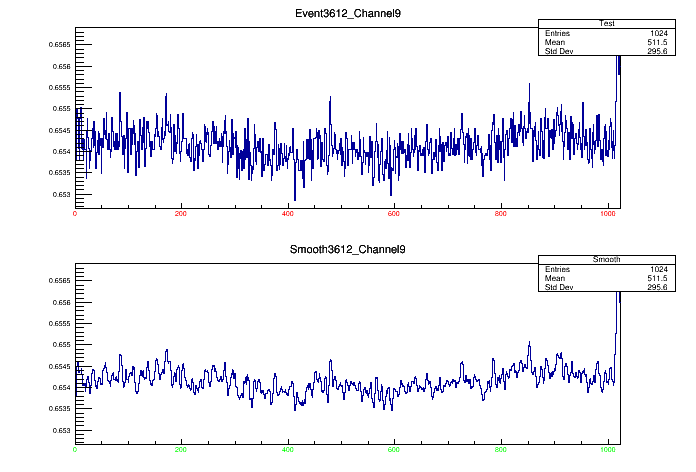 Event3612_Channel9
Test
Entries 1024
Mean 511.5
Std Dev 295.6
0.6565
0.656
0.6555
0.655
0.6545
0.654
0.6535
0.653
0 200 400 600 800 1000
Smooth3612_Channel9
Smooth
Entries 1024
Mean 511.5
Std Dev 295.6
0.6565
0.656
0.6555
0.655
0.6545
0.654
0.6535
0.653
0 200 400 600 800 1000